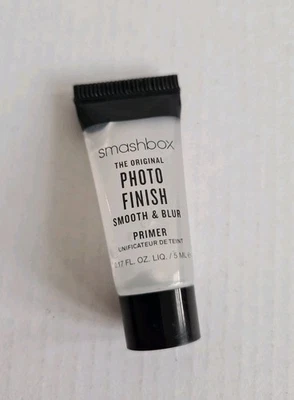 smashbox
THE ORIGINAL
PHOTO
FINISH
SMOOTH & BLUR
PRIMER
UNIFICATEUR DE TEINT
0.17 FL. OZ. LIQ. / 5 ML